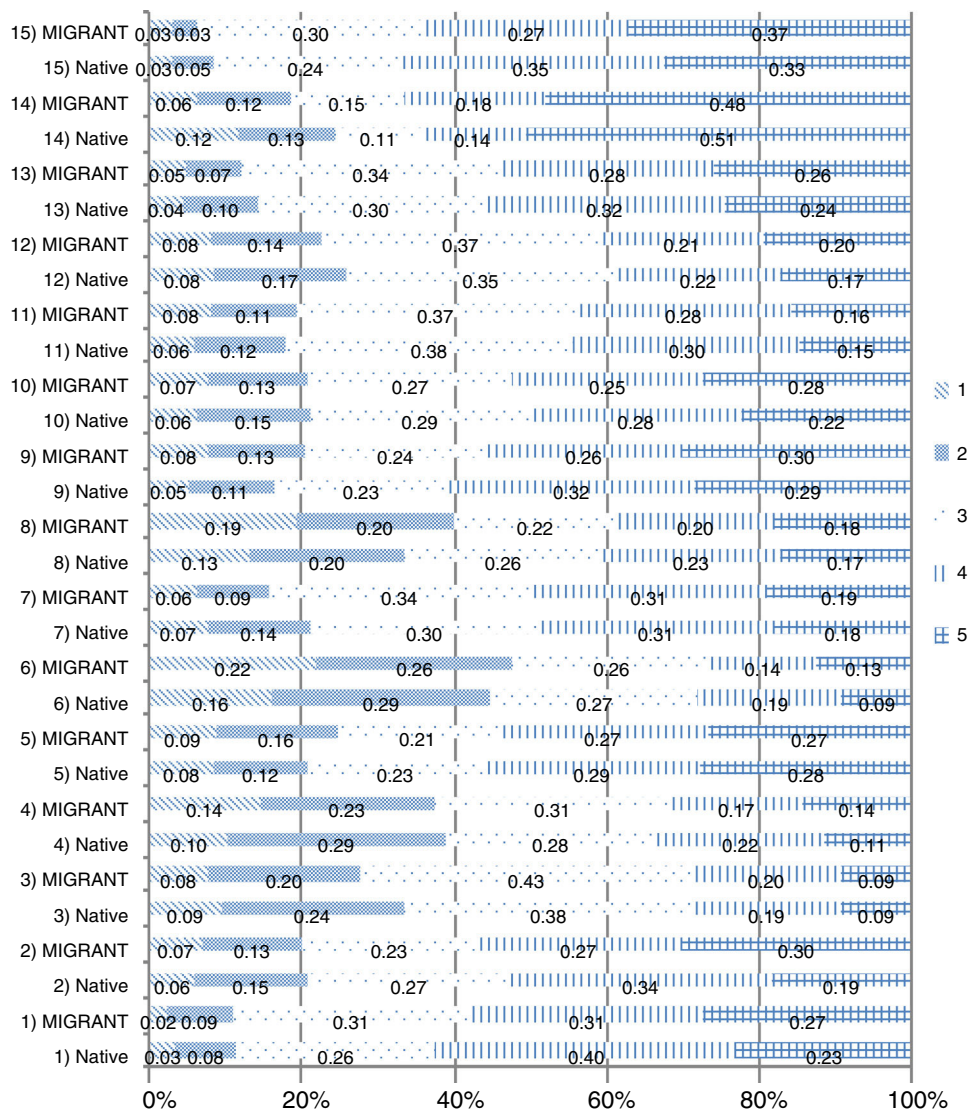 15) MIGRANT 0.03 0.03 0.30 0.27 0.37
15) Native 0.03 0.05 0.24 0.35 0.33
14) MIGRANT 0.06 0.12 0.15 0.18 0.48
14) Native 0.12 0.13 0.11 0.14 0.51
13) MIGRANT 0.05 0.07 0.34 0.28 0.26
13) Native 0.04 0.10 0.30 0.32 0.24
12) MIGRANT 0.08 0.14 0.37 0.21 0.20
12) Native 0.08 0.17 0.35 0.22 0.17
11) MIGRANT 0.08 0.11 0.37 0.28 0.16
11) Native 0.06 0.12 0.38 0.30 0.15
10) MIGRANT 0.07 0.13 0.27 0.25 0.28
10) Native 0.06 0.15 0.29 0.28 0.22
9) MIGRANT 0.08 0.13 0.24 0.26 0.30
9) Native 0.05 0.11 0.23 0.32 0.29
8) MIGRANT 0.19 0.20 0.22 0.20 0.18
8) Native 0.13 0.20 0.26 0.23 0.17
7) MIGRANT 0.06 0.09 0.34 0.31 0.19
7) Native 0.07 0.14 0.30 0.31 0.18
6) MIGRANT 0.22 0.26 0.26 0.14 0.13
6) Native 0.16 0.29 0.27 0.19 0.09
5) MIGRANT 0.09 0.16 0.21 0.27 0.27
5) Native 0.08 0.12 0.23 0.29 0.28
4) MIGRANT 0.14 0.23 0.31 0.17 0.14
4) Native 0.10 0.29 0.28 0.22 0.11
3) MIGRANT 0.08 0.20 0.43 0.20 0.09
3) Native 0.09 0.24 0.38 0.19 0.09
2) MIGRANT 0.07 0.13 0.23 0.27 0.30
2) Native 0.06 0.15 0.27 0.34 0.19
1) MIGRANT 0.02 0.09 0.31 0.31 0.27
1) Native 0.03 0.08 0.26 0.40 0.23
0% 20% 40% 60% 80% 100%
1
2
3
4
5